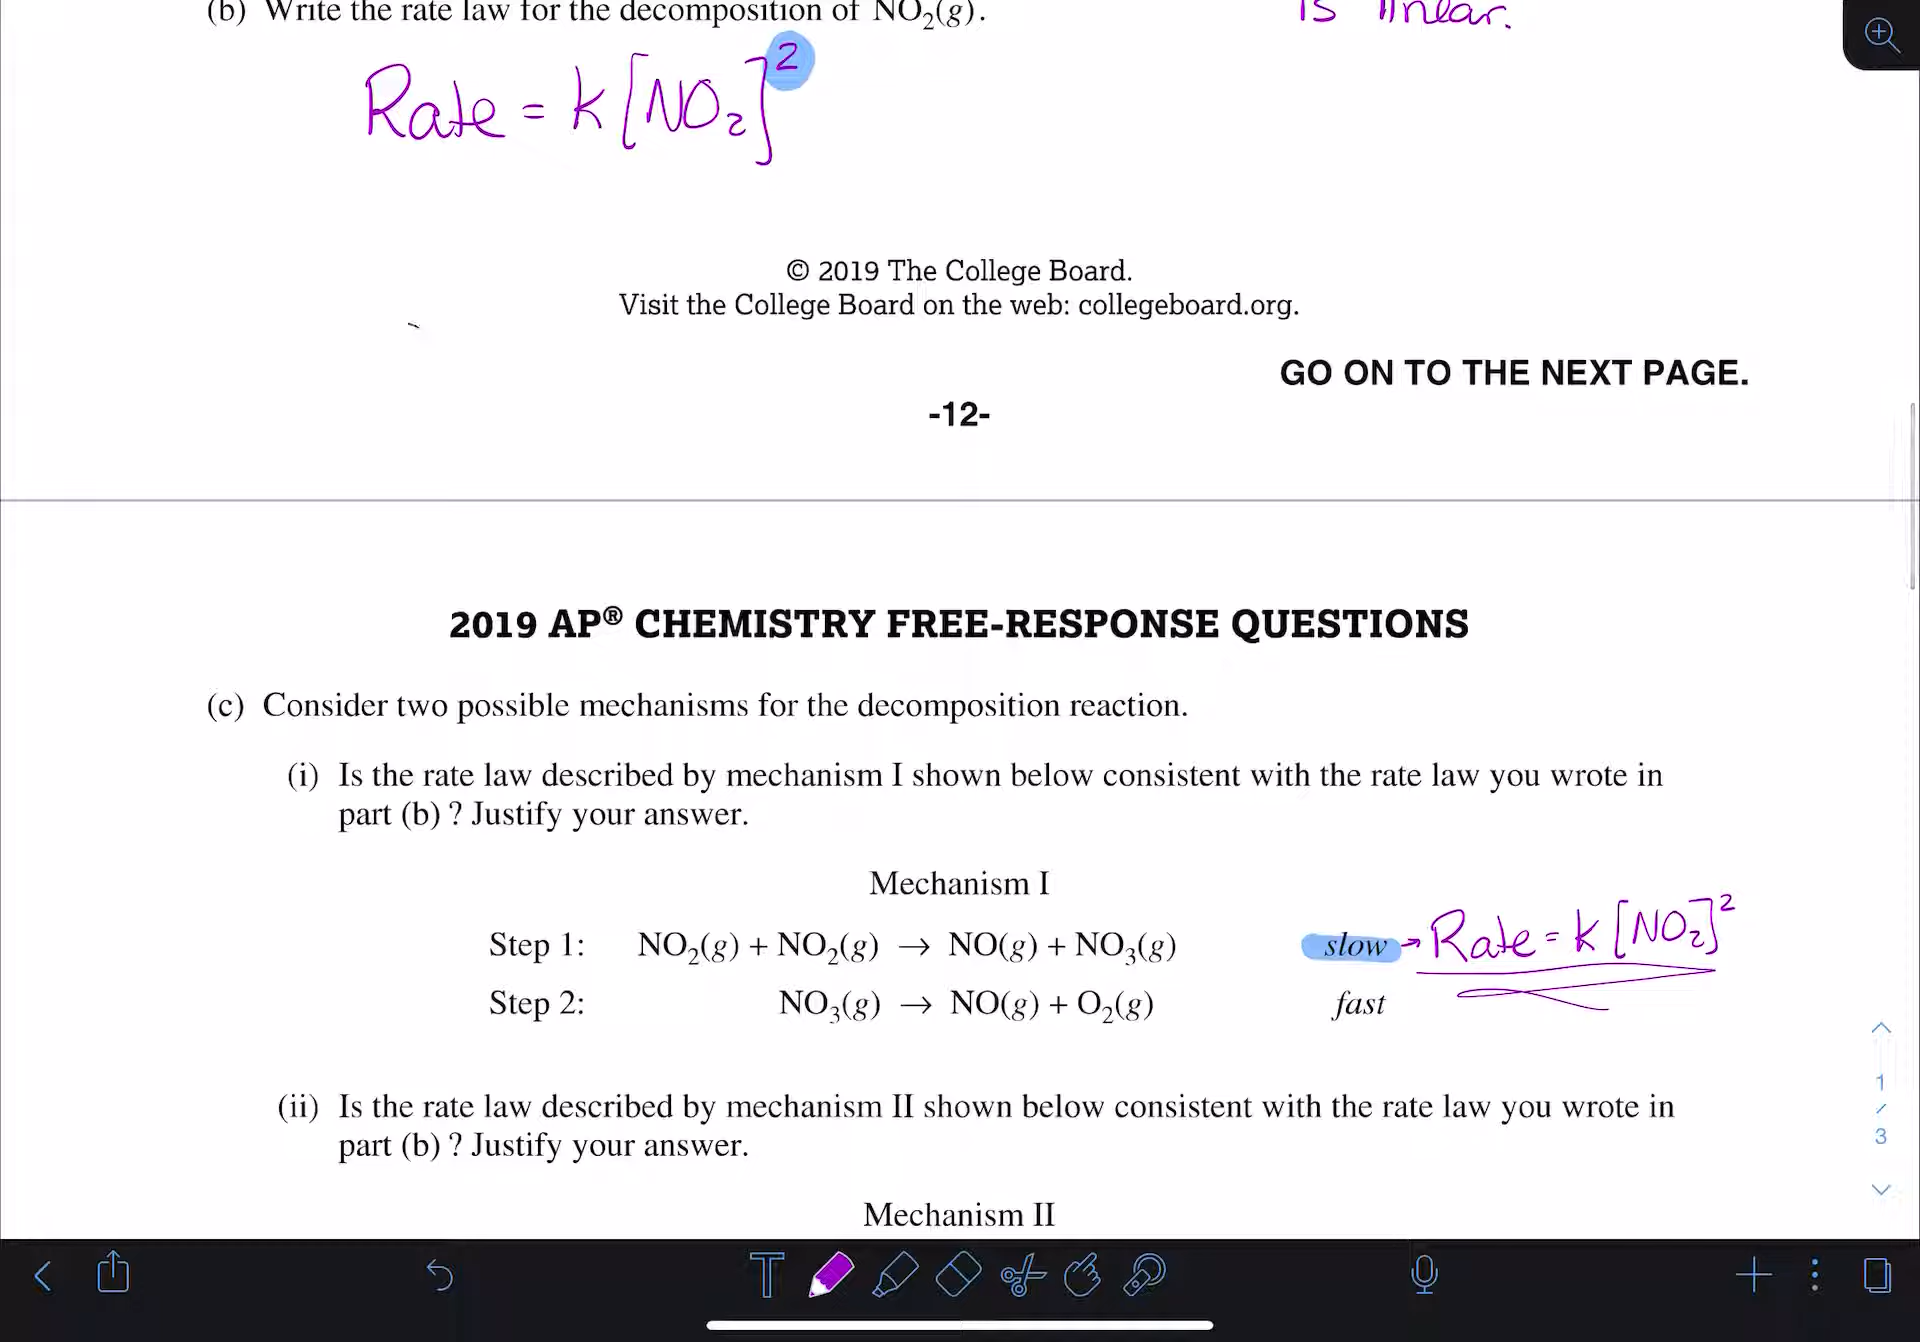 (b) Write the rate law for the decomposition of NO₂(g).
is linear.
Rate = k[NO₂]²
© 2019 The College Board.
Visit the College Board on the web: collegeboard.org.
GO ON TO THE NEXT PAGE.
-12-
2019 AP® CHEMISTRY FREE-RESPONSE QUESTIONS
(c) Consider two possible mechanisms for the decomposition reaction.
(i) Is the rate law described by mechanism I shown below consistent with the rate law you wrote in
part (b) ? Justify your answer.
Mechanism I
Step 1: NO₂(g) + NO₂(g) → NO(g) + NO₃(g) slow → Rate = k[NO₂]²
Step 2: NO₃(g) → NO(g) + O₂(g) fast
(ii) Is the rate law described by mechanism II shown below consistent with the rate law you wrote in
part (b) ? Justify your answer.
Mechanism II
1
/
3